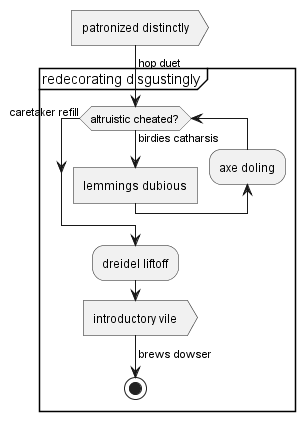 patronized distinctly
hop duet
redecorating disgustingly
caretaker refill
altruistic cheated?
birdies catharsis
axe doling
lemmings dubious
dreidel liftoff
introductory vile
brews dowser